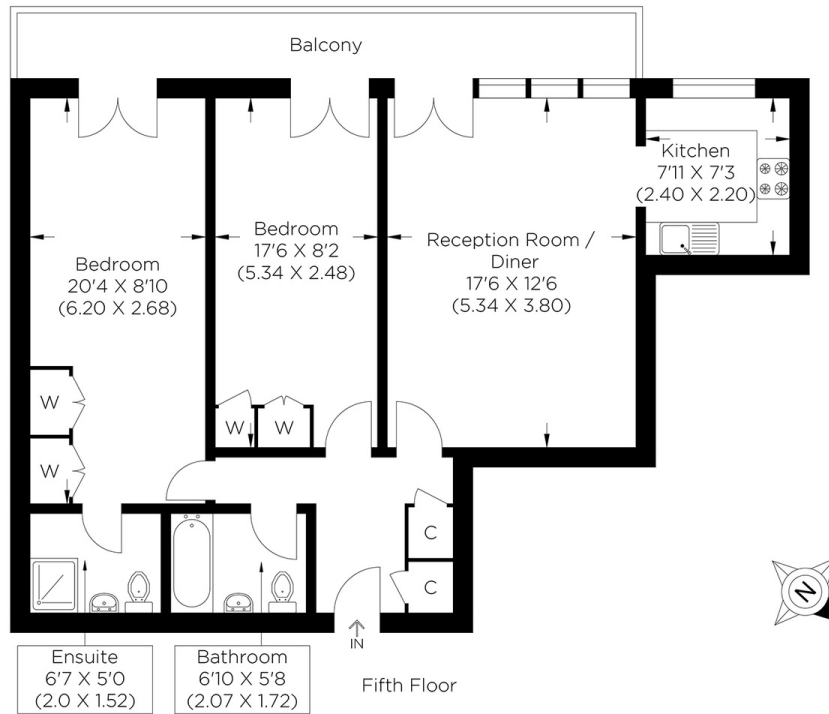 Balcony
Kitchen
7'11 X 7'3
(2.40 X 2.20)
Bedroom
17'6 X 8'2
(5.34 X 2.48)
Reception Room /
Diner
17'6 X 12'6
(5.34 X 3.80)
Bedroom
20'4 X 8'10
(6.20 X 2.68)
W
W
W
W
C
C
N
IN
Ensuite
6'7 X 5'0
(2.0 X 1.52)
Bathroom
6'10 X 5'8
(2.07 X 1.72)
Fifth Floor